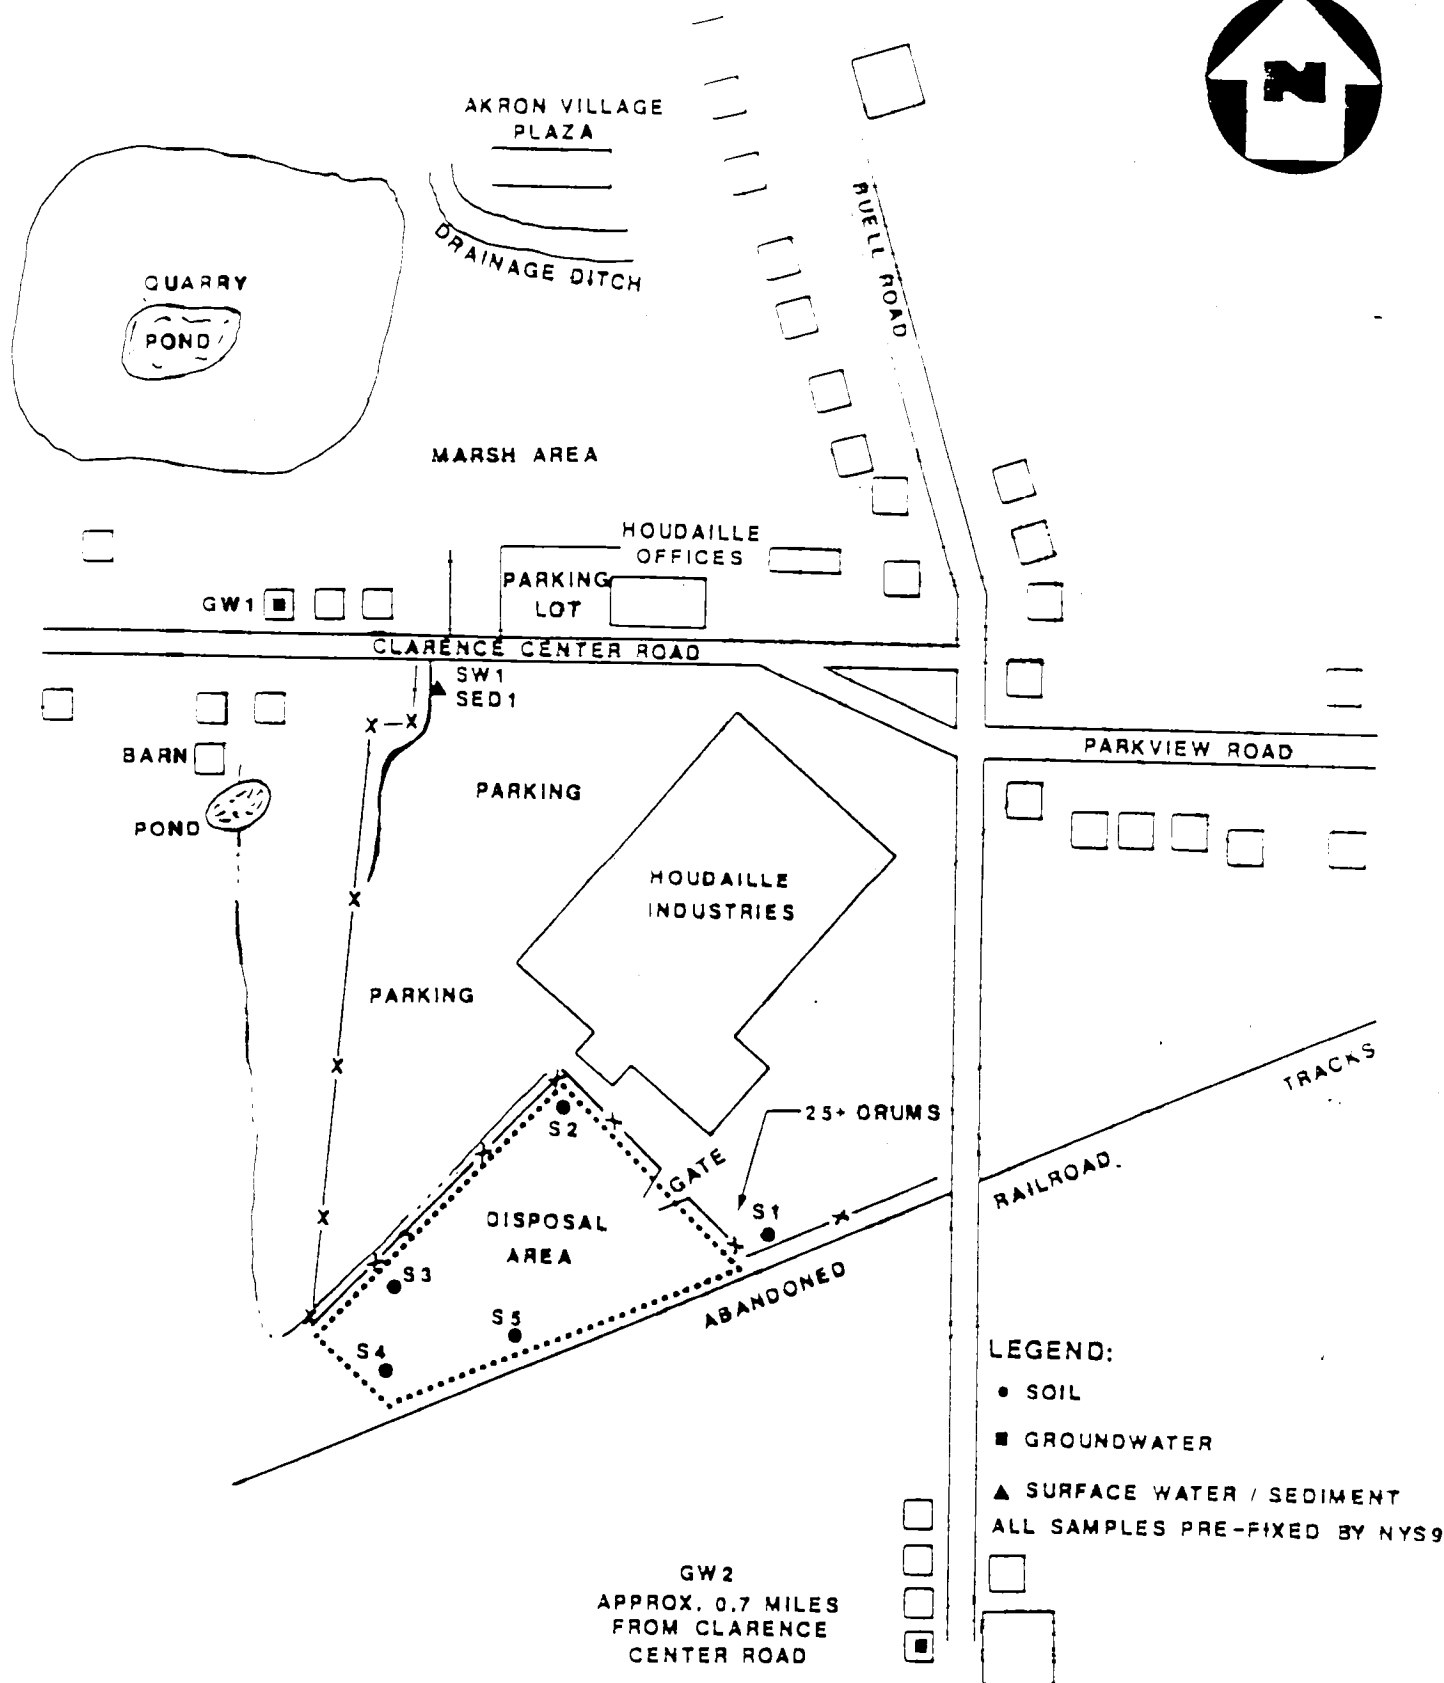 N
AKRON VILLAGE
PLAZA
DRAINAGE DITCH
BUELL ROAD
QUARRY
POND
MARSH AREA
HOUDAILLE
OFFICES
PARKING
LOT
GW1
CLARENCE CENTER ROAD
SW1
SED1
BARN
POND
PARKING
PARKVIEW ROAD
HOUDAILLE
INDUSTRIES
PARKING
25+ DRUMS
S2
GATE
S1
DISPOSAL
AREA
S3
S5
S4
ABANDONED RAILROAD TRACKS
LEGEND:
● SOIL
■ GROUNDWATER
▲ SURFACE WATER / SEDIMENT
ALL SAMPLES PRE-FIXED BY NYS9
GW2
APPROX. 0.7 MILES
FROM CLARENCE
CENTER ROAD